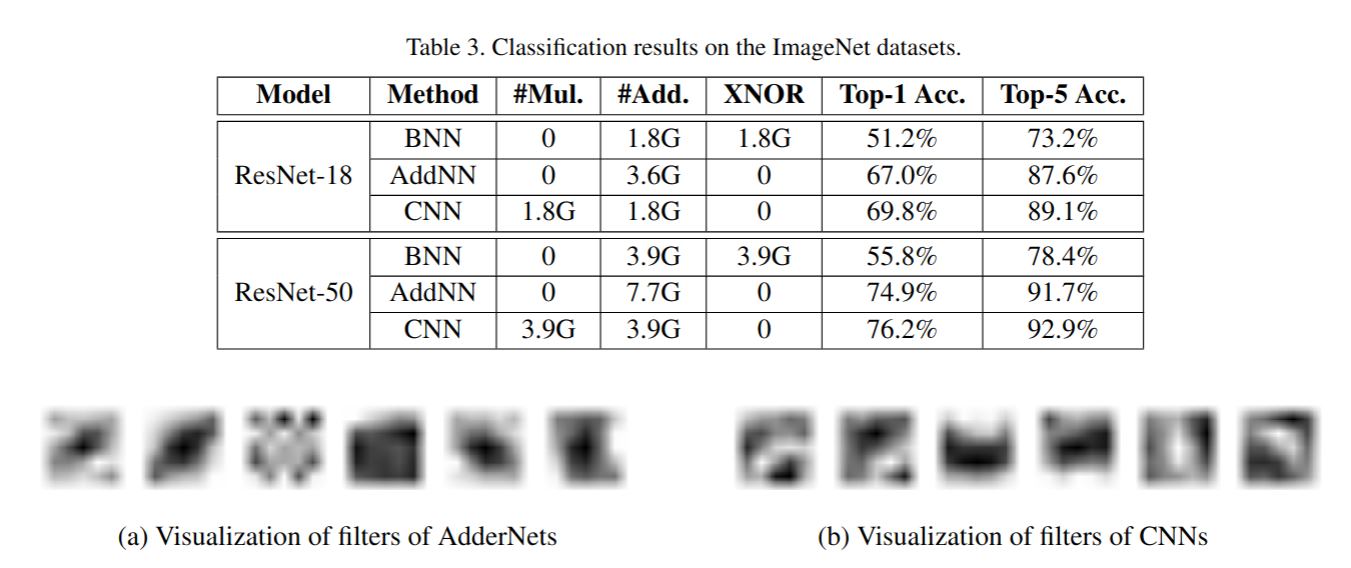 Table 3. Classification results on the ImageNet datasets.
Model Method #Mul. #Add. XNOR Top-1 Acc. Top-5 Acc.
ResNet-18
BNN 0 1.8G 1.8G 51.2% 73.2%
AddNN 0 3.6G 0 67.0% 87.6%
CNN 1.8G 1.8G 0 69.8% 89.1%
ResNet-50
BNN 0 3.9G 3.9G 55.8% 78.4%
AddNN 0 7.7G 0 74.9% 91.7%
CNN 3.9G 3.9G 0 76.2% 92.9%
(a) Visualization of filters of AdderNets
(b) Visualization of filters of CNNs